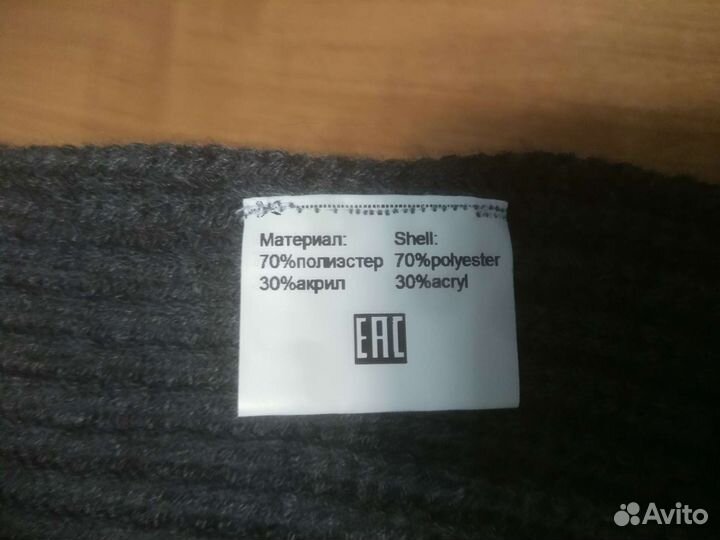 Материал: Shell:
70%полиэстер 70%polyester
30%акрил 30%acryl
EAC
Avito